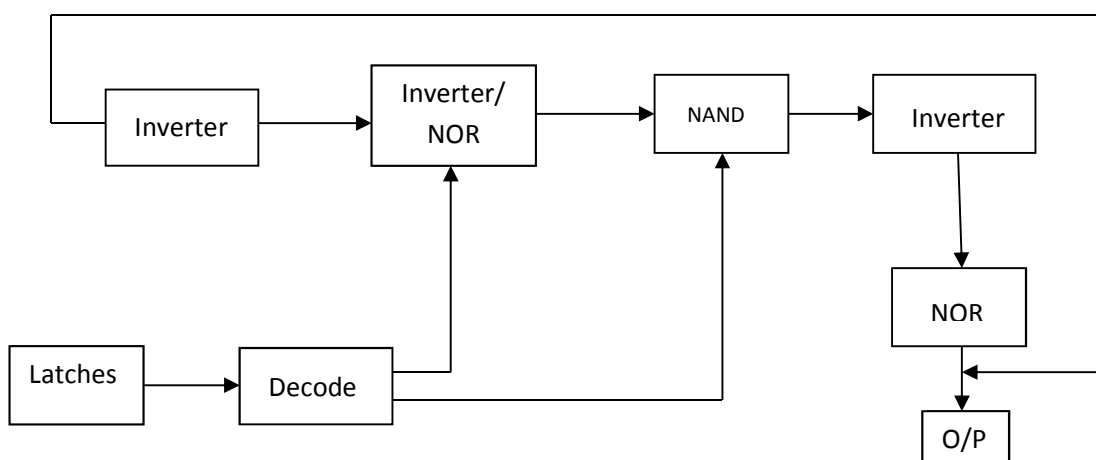 Inverter
Inverter/
NOR
NAND
Inverter
NOR
Latches
Decode
O/P